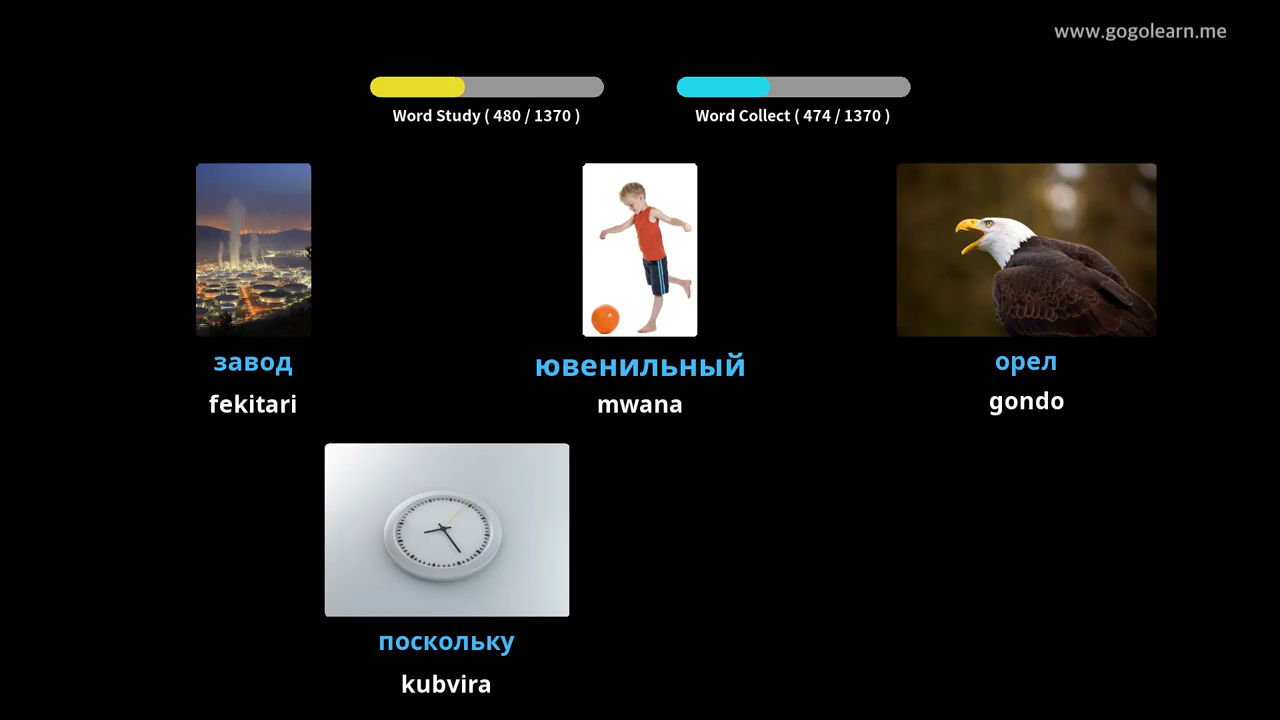 www.gogolearn.me
Word Study ( 480 / 1370 )
Word Collect ( 474 / 1370 )
завод
ювенильный
орел
fekitari
mwana
gondo
поскольку
kubvira